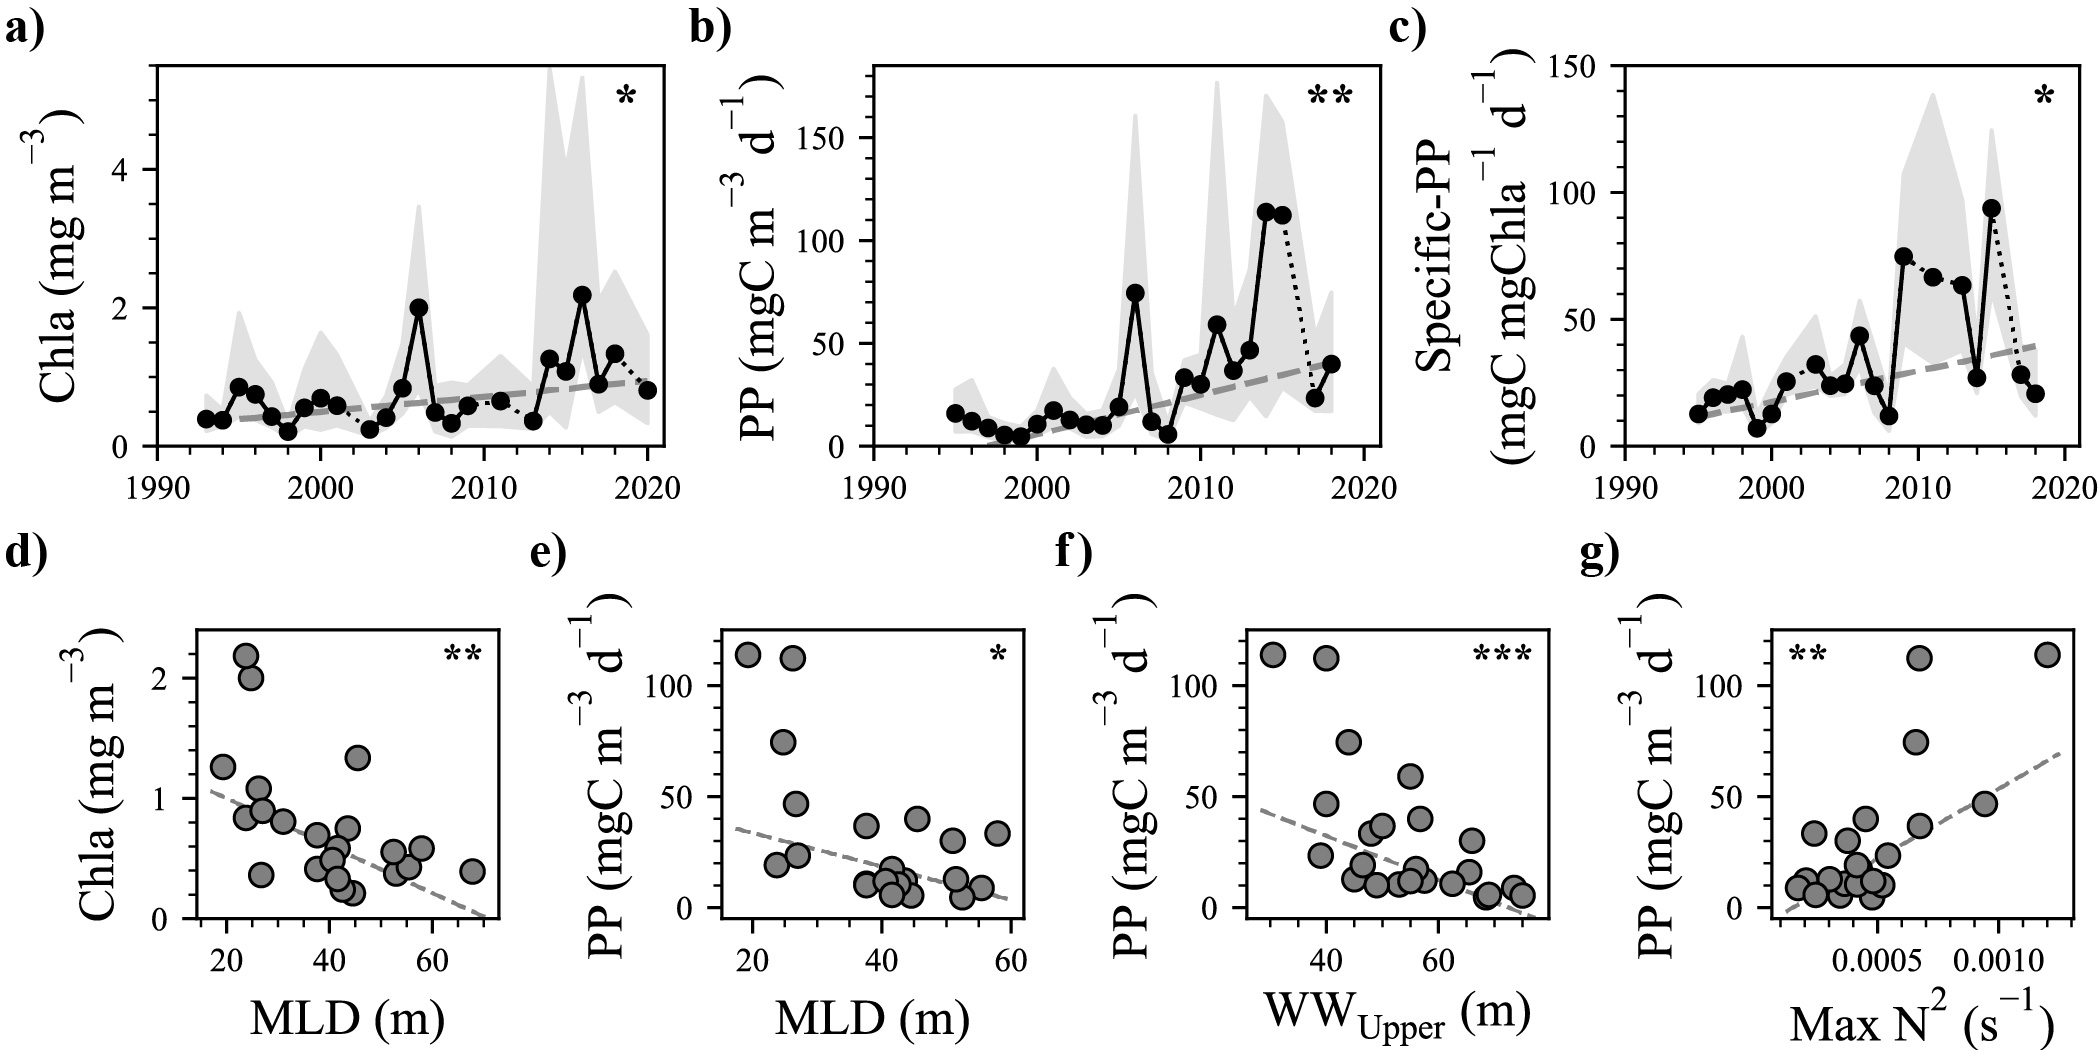 a)
Chla (mg m⁻³)
4
2
0
1990 2000 2010 2020
*
b)
PP (mgC m⁻³ d⁻¹)
150
100
50
0
1990 2000 2010 2020
**
c)
Specific-PP
(mgC mgChla⁻¹ d⁻¹)
150
100
50
0
1990 2000 2010 2020
*
d)
Chla (mg m⁻³)
2
1
0
20 40 60
MLD (m)
**
e)
PP (mgC m⁻³ d⁻¹)
100
50
0
20 40 60
MLD (m)
*
f)
PP (mgC m⁻³ d⁻¹)
100
50
0
40 60
WW_Upper (m)
***
g)
PP (mgC m⁻³ d⁻¹)
100
50
0
0.0005 0.0010
Max N² (s⁻¹)
**